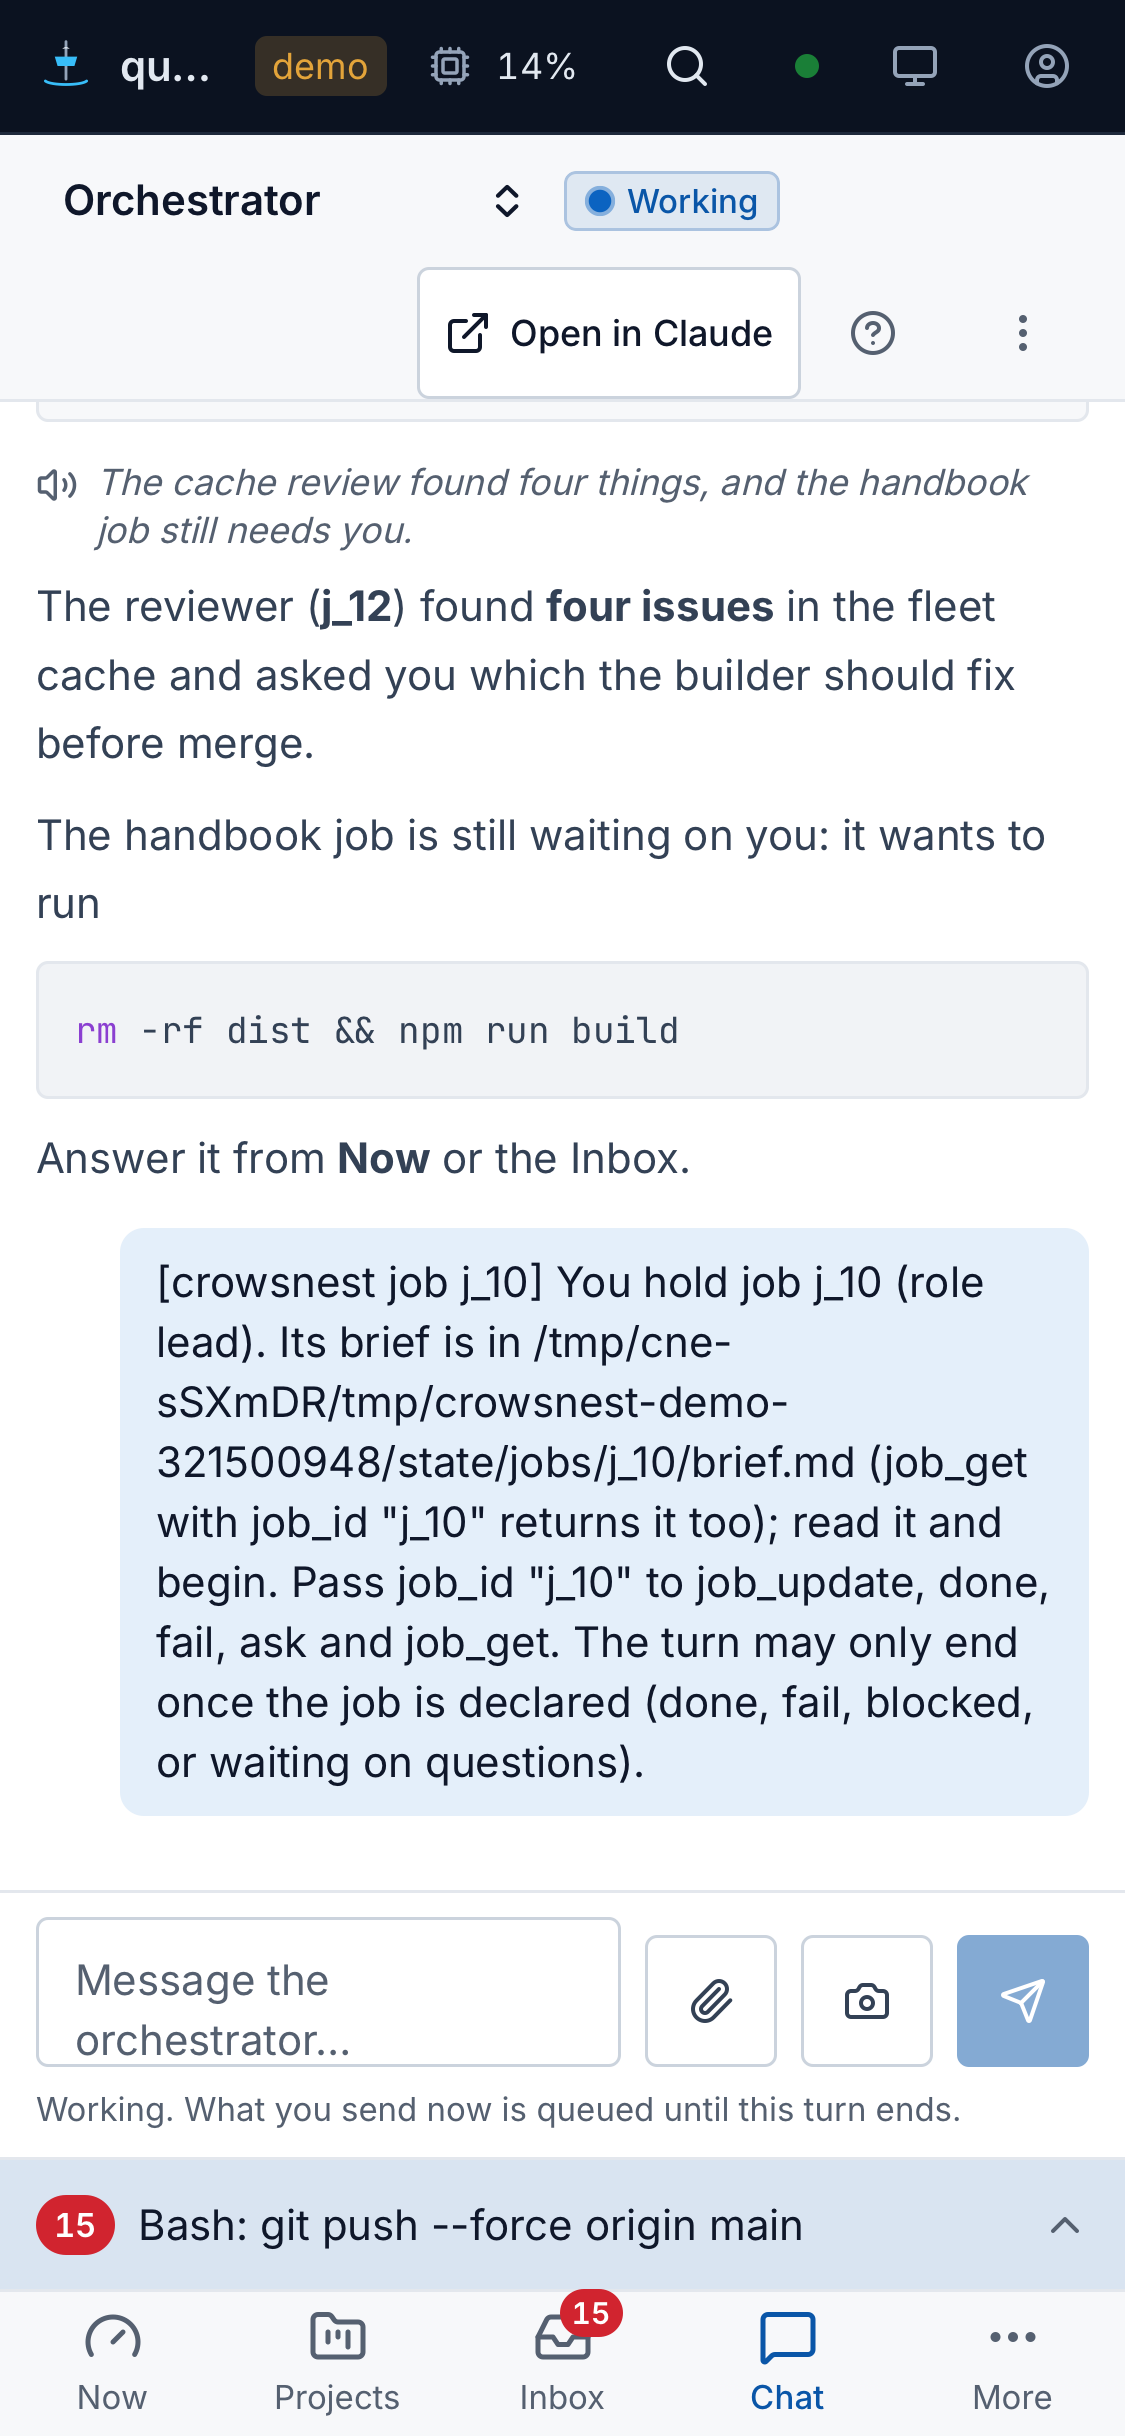 qu...
demo
14%
Orchestrator
Working
Open in Claude
The cache review found four things, and the handbook
job still needs you.
The reviewer (j_12) found four issues in the fleet
cache and asked you which the builder should fix
before merge.
The handbook job is still waiting on you: it wants to
run
rm -rf dist && npm run build
Answer it from Now or the Inbox.
[crowsnest job j_10] You hold job j_10 (role
lead). Its brief is in /tmp/cne-
sSXmDR/tmp/crowsnest-demo-
321500948/state/jobs/j_10/brief.md (job_get
with job_id "j_10" returns it too); read it and
begin. Pass job_id "j_10" to job_update, done,
fail, ask and job_get. The turn may only end
once the job is declared (done, fail, blocked,
or waiting on questions).
Message the
orchestrator...
Working. What you send now is queued until this turn ends.
15
Bash: git push --force origin main
15
Now
Projects
Inbox
Chat
More